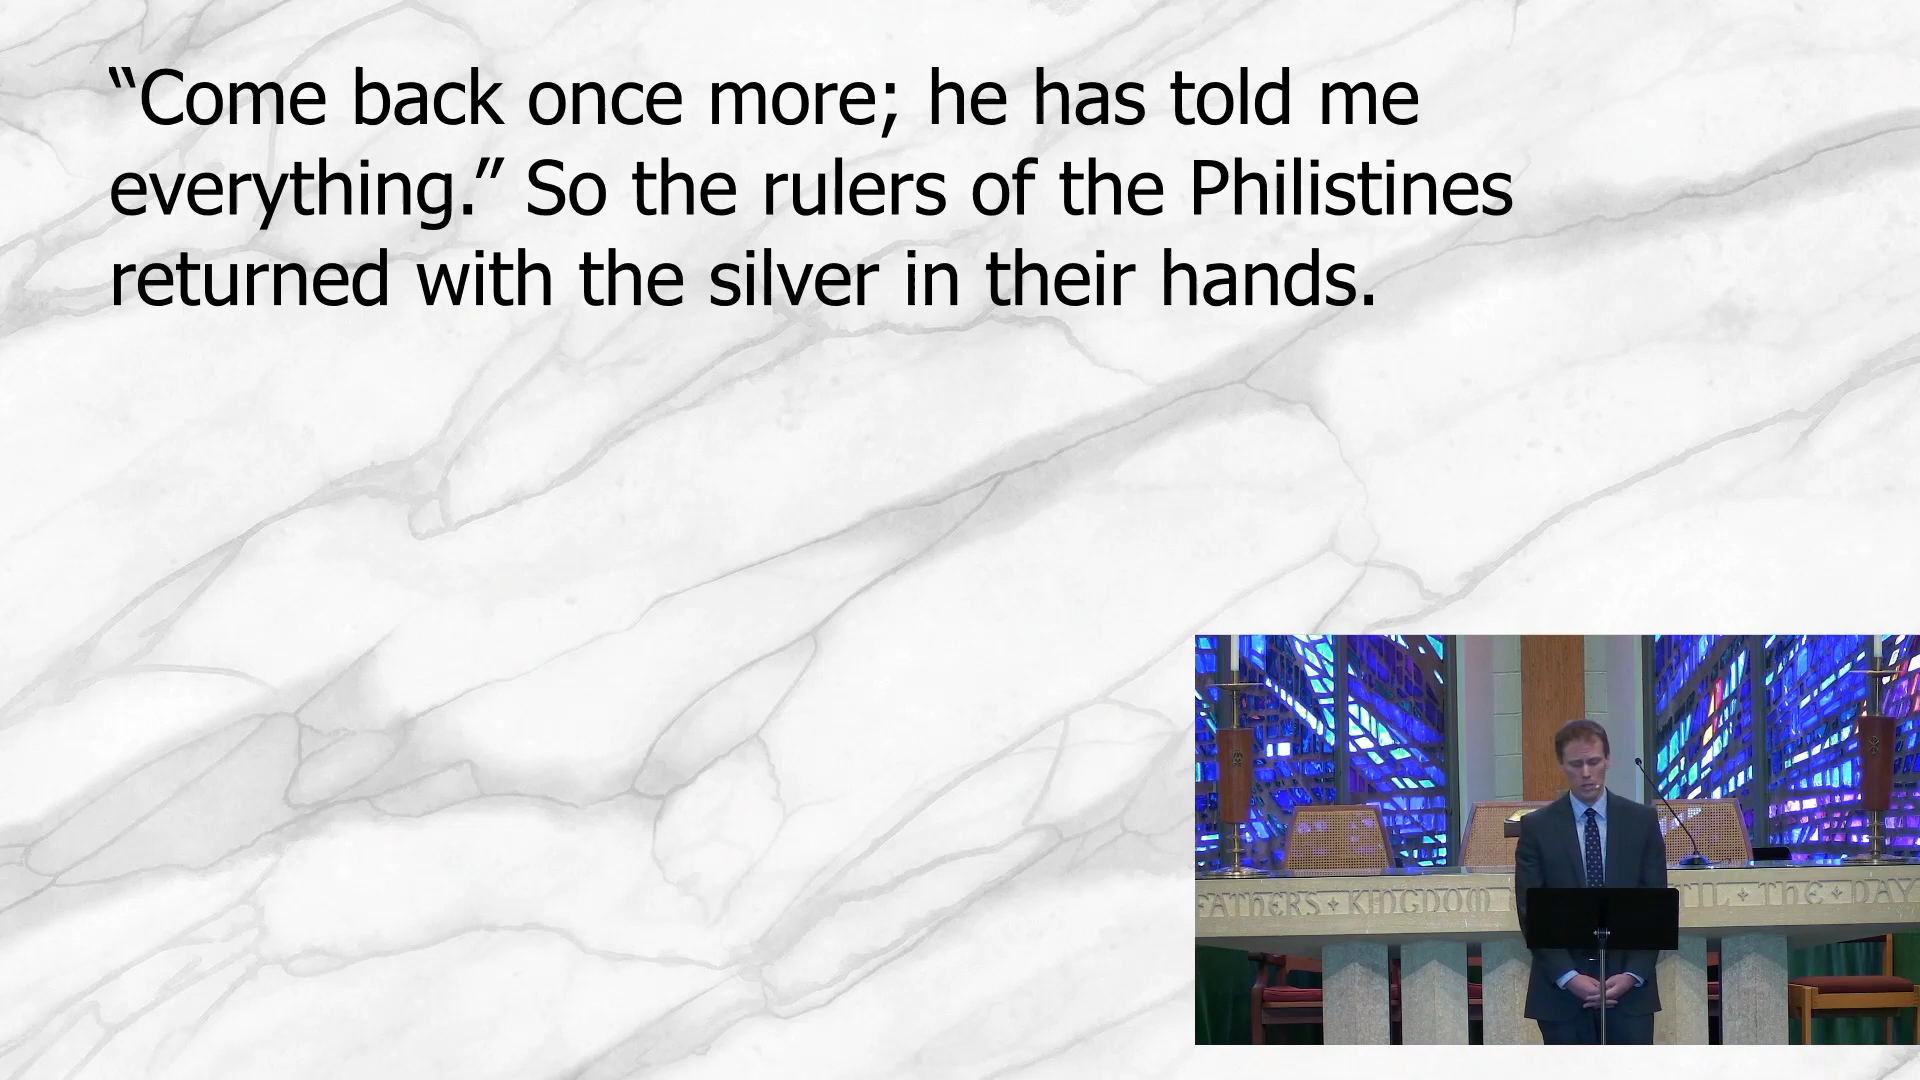 “Come back once more; he has told me
everything.” So the rulers of the Philistines
returned with the silver in their hands.
FATHERS + KINGDOM TIL + THE + DAY